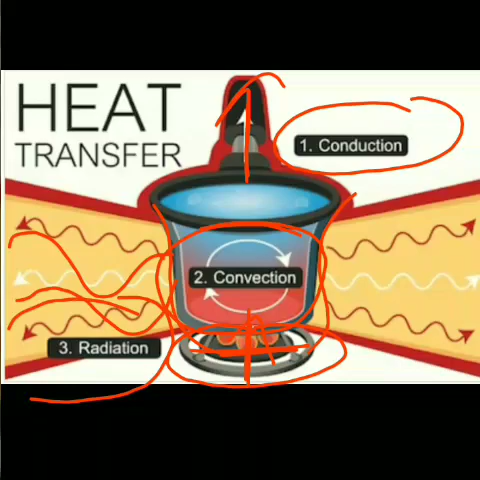 HEAT
TRANSFER
1. Conduction
2. Convection
3. Radiation